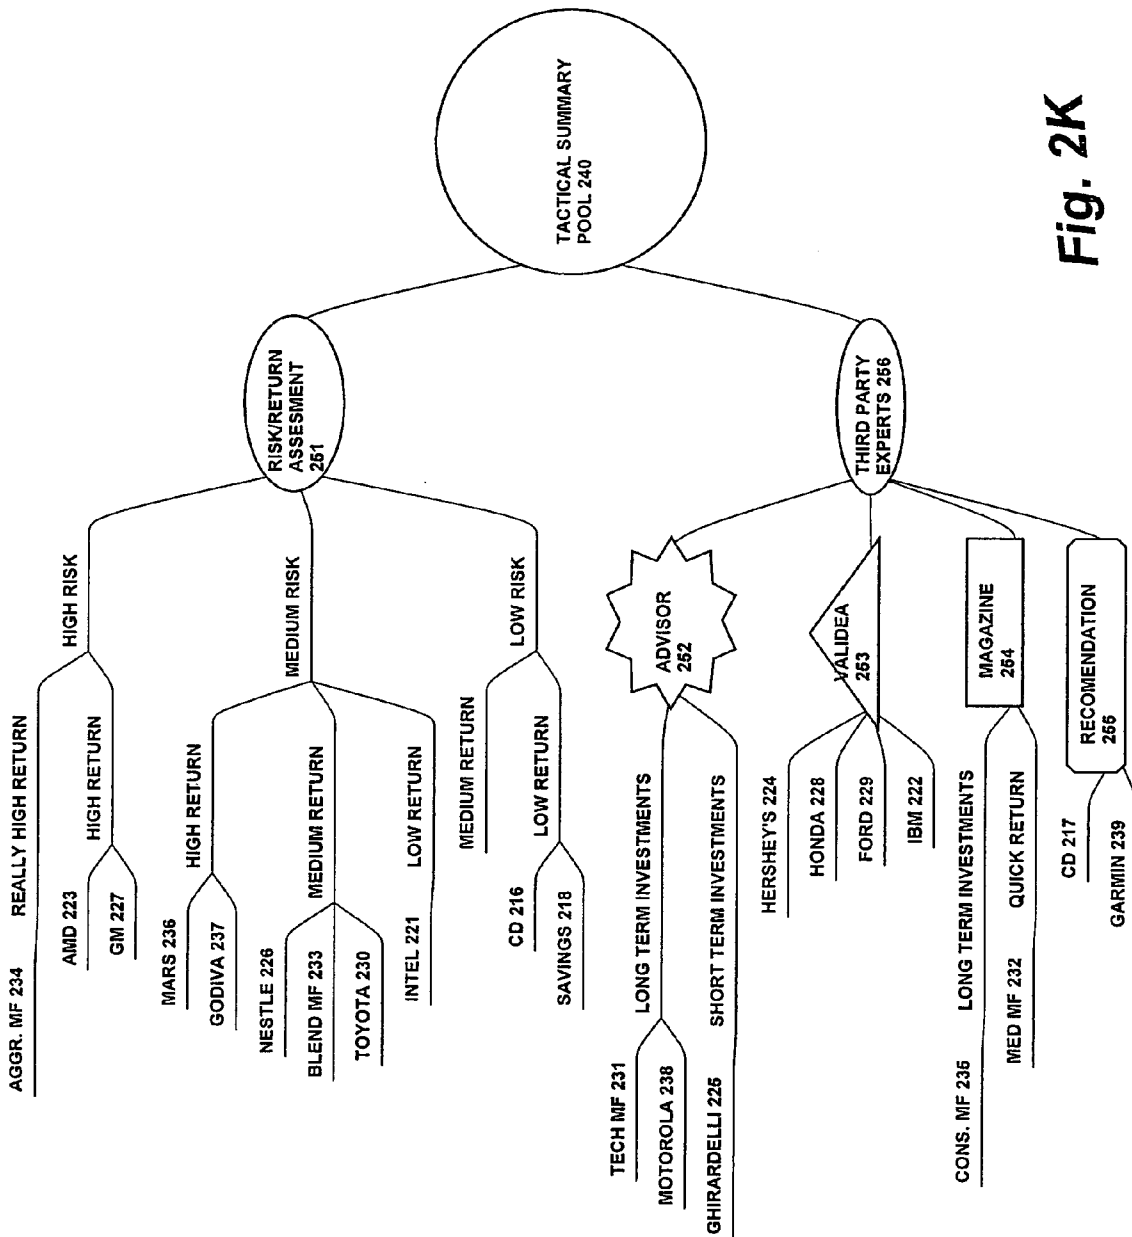 TACTICAL SUMMARY
POOL 240
RISK/RETURN
ASSESMENT
251
HIGH RISK
REALLY HIGH RETURN
AGGR. MF 234
HIGH RETURN
AMD 223
GM 227
MEDIUM RISK
HIGH RETURN
MARS 236
GODIVA 237
MEDIUM RETURN
NESTLE 226
BLEND MF 233
TOYOTA 230
LOW RETURN
INTEL 221
LOW RISK
MEDIUM RETURN
LOW RETURN
CD 216
SAVINGS 218
THIRD PARTY
EXPERTS 256
ADVISOR
252
LONG TERM INVESTMENTS
TECH MF 231
MOTOROLA 238
SHORT TERM INVESTMENTS
GHIRARDELLI 225
VALIDEA
253
HERSHEY'S 224
HONDA 228
FORD 229
IBM 222
MAGAZINE
254
LONG TERM INVESTMENTS
CONS. MF 235
QUICK RETURN
MED MF 232
RECOMENDATION
255
CD 217
GARMIN 239
Fig. 2K